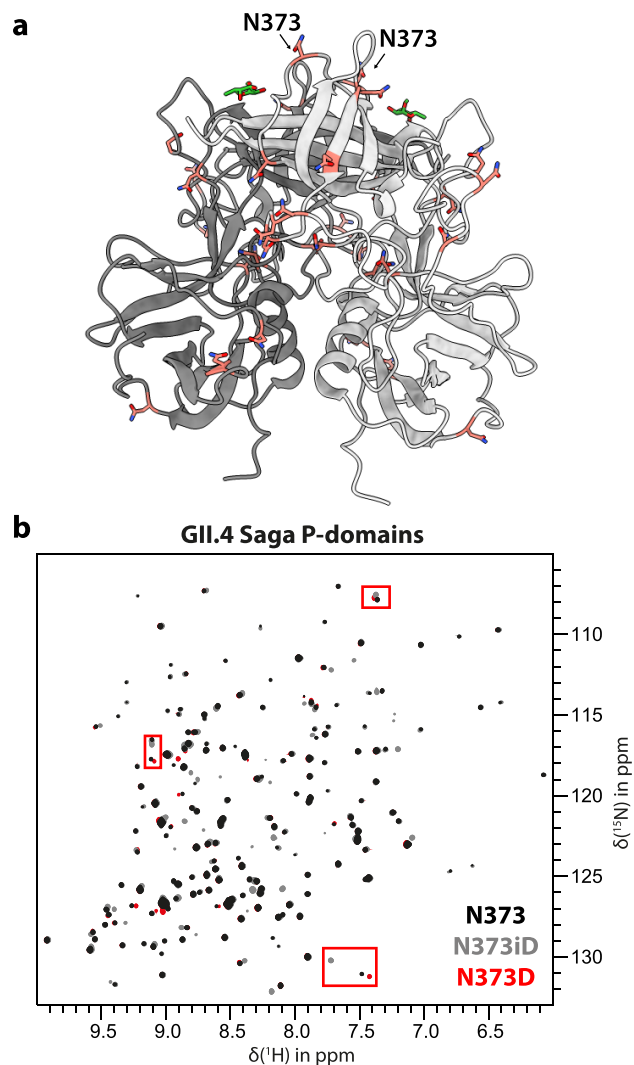 a
N373
N373
b
GII.4 Saga P-domains
110
115
120
125
130
δ(¹⁵N) in ppm
N373
N373iD
N373D
9.5 9.0 8.5 8.0 7.5 7.0 6.5
δ(¹H) in ppm